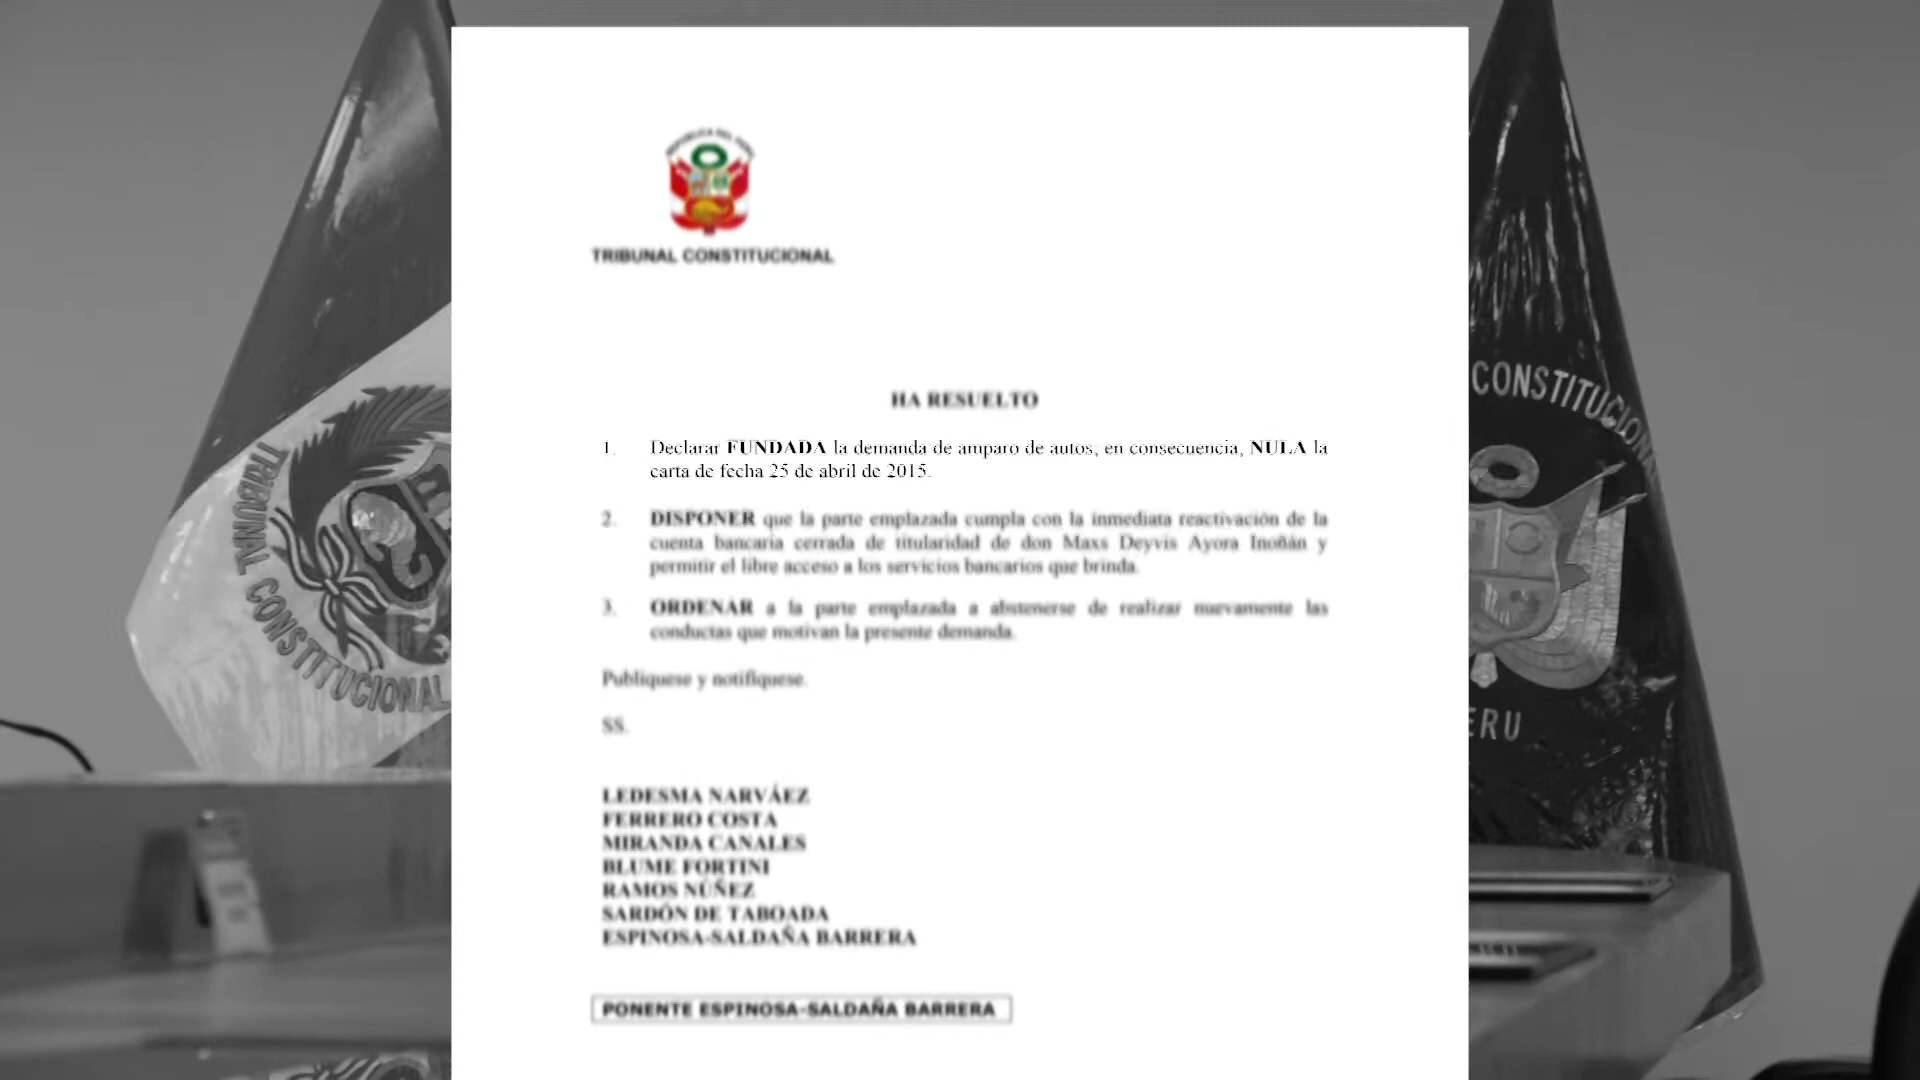 REPÚBLICA DEL PERÚ
TRIBUNAL CONSTITUCIONAL
HA RESUELTO
1. Declarar FUNDADA la demanda de amparo de autos; en consecuencia, NULA la
carta de fecha 25 de abril de 2015.
2. DISPONER que la parte emplazada cumpla con la inmediata reactivación de la
cuenta bancaria cerrada de titularidad de don Maxs Deyvis Ayora Inoñán y
permitir el libre acceso a los servicios bancarios que brinda.
3. ORDENAR a la parte emplazada a abstenerse de realizar nuevamente las
conductas que motivan la presente demanda.
Publíquese y notifíquese.
SS.
LEDESMA NARVÁEZ
FERRERO COSTA
MIRANDA CANALES
BLUME FORTINI
RAMOS NÚÑEZ
SARDÓN DE TABOADA
ESPINOSA-SALDAÑA BARRERA
PONENTE ESPINOSA-SALDAÑA BARRERA
TRIBUNAL CONSTITUCIONAL
CONSTITUCIONAL
ERU